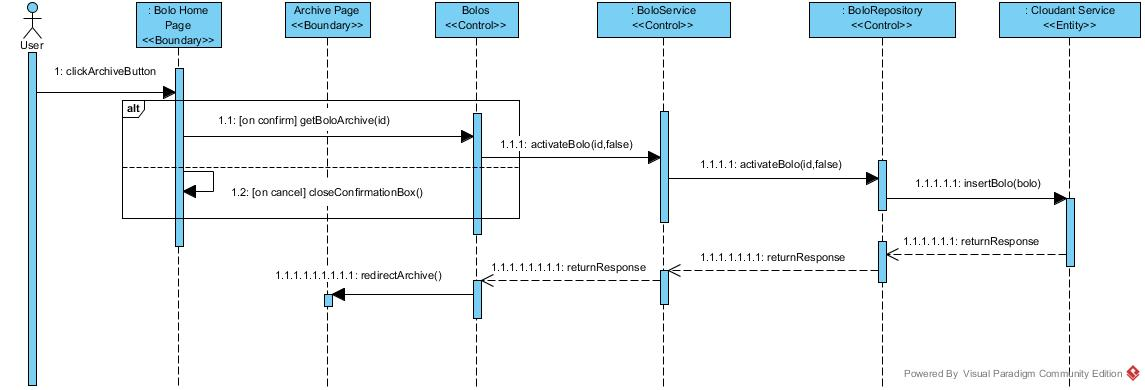 : Bolo Home
Page
<<Boundary>>
Archive Page
<<Boundary>>
Bolos
<<Control>>
: BoloService
<<Control>>
: BoloRepository
<<Control>>
: Cloudant Service
<<Entity>>
User
1: clickArchiveButton
alt
1.1: [on confirm] getBoloArchive(id)
1.1.1: activateBolo(id,false)
1.1.1.1: activateBolo(id,false)
1.1.1.1.1: insertBolo(bolo)
1.2: [on cancel] closeConfirmationBox()
1.1.1.1.1.1: returnResponse
1.1.1.1.1.1.1: returnResponse
1.1.1.1.1.1.1.1: returnResponse
1.1.1.1.1.1.1.1.1: redirectArchive()
Powered By Visual Paradigm Community Edition